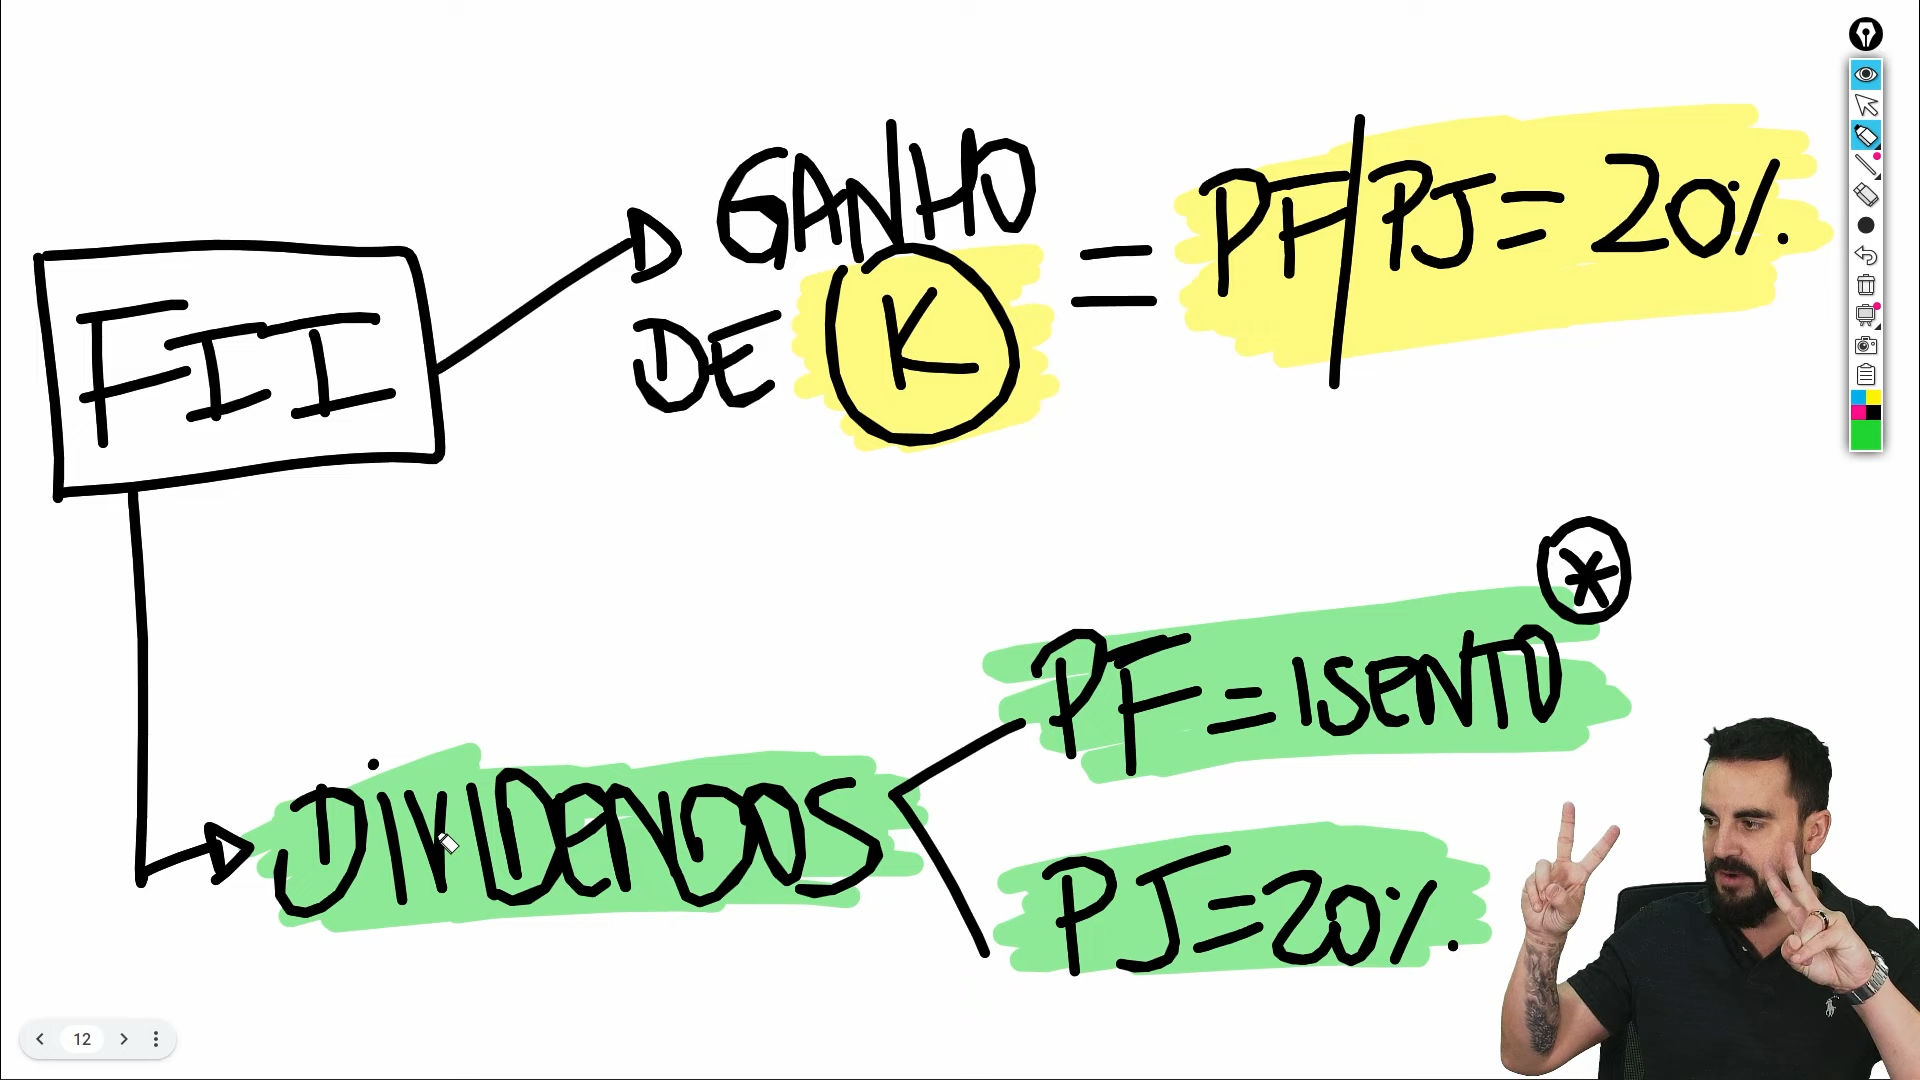 FII
GANHO
DE K = PF/PJ = 20%
DIVIDENDOS
PF = ISENTO *
PJ = 20%
12